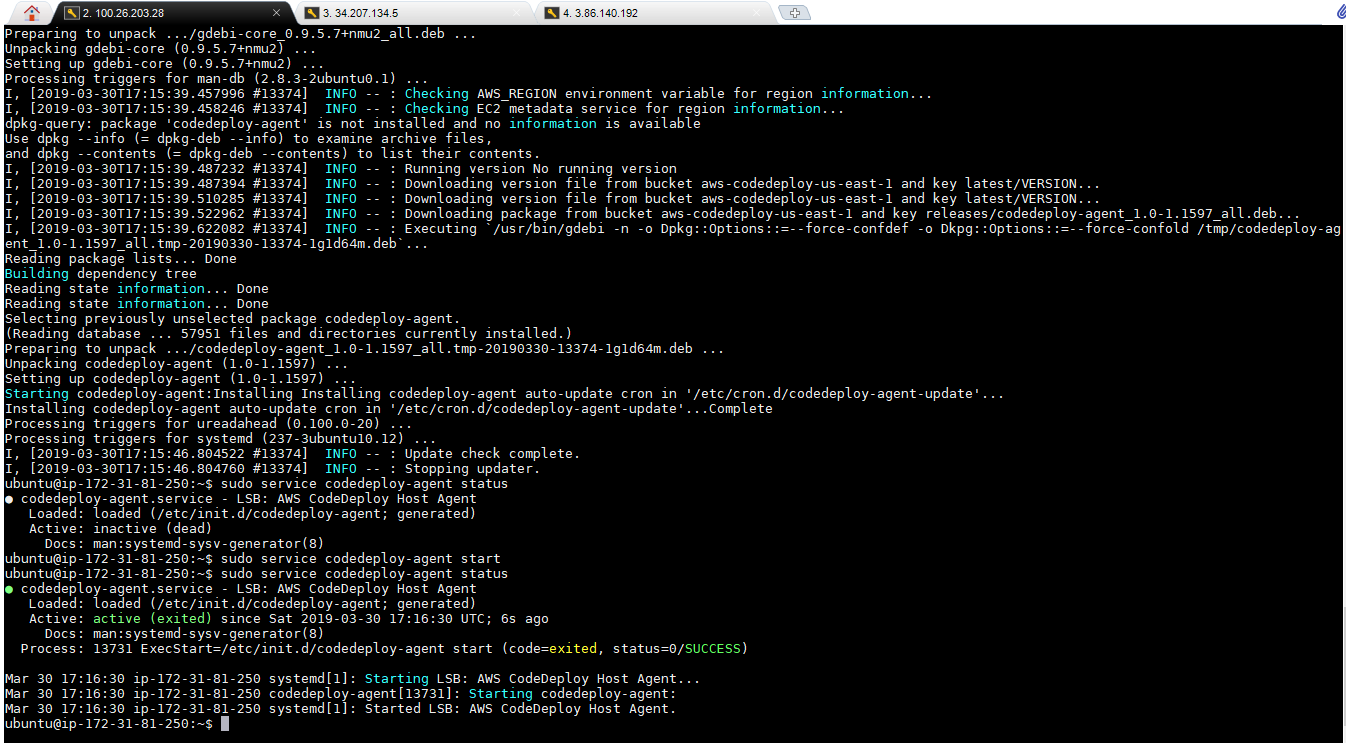 2. 100.26.203.28
3. 34.207.134.5
4. 3.86.140.192
Preparing to unpack .../gdebi-core_0.9.5.7+nmu2_all.deb ...
Unpacking gdebi-core (0.9.5.7+nmu2) ...
Setting up gdebi-core (0.9.5.7+nmu2) ...
Processing triggers for man-db (2.8.3-2ubuntu0.1) ...
I, [2019-03-30T17:15:39.457996 #13374]  INFO -- : Checking AWS_REGION environment variable for region information...
I, [2019-03-30T17:15:39.458246 #13374]  INFO -- : Checking EC2 metadata service for region information...
dpkg-query: package 'codedeploy-agent' is not installed and no information is available
Use dpkg --info (= dpkg-deb --info) to examine archive files,
and dpkg --contents (= dpkg-deb --contents) to list their contents.
I, [2019-03-30T17:15:39.487232 #13374]  INFO -- : Running version No running version
I, [2019-03-30T17:15:39.487394 #13374]  INFO -- : Downloading version file from bucket aws-codedeploy-us-east-1 and key latest/VERSION...
I, [2019-03-30T17:15:39.510285 #13374]  INFO -- : Downloading version file from bucket aws-codedeploy-us-east-1 and key latest/VERSION...
I, [2019-03-30T17:15:39.522962 #13374]  INFO -- : Downloading package from bucket aws-codedeploy-us-east-1 and key releases/codedeploy-agent_1.0-1.1597_all.deb...
I, [2019-03-30T17:15:39.622082 #13374]  INFO -- : Executing `/usr/bin/gdebi -n -o Dpkg::Options::=--force-confdef -o Dkpg::Options::=--force-confold /tmp/codedeploy-ag
ent_1.0-1.1597_all.tmp-20190330-13374-1g1d64m.deb`...
Reading package lists... Done
Building dependency tree
Reading state information... Done
Reading state information... Done
Selecting previously unselected package codedeploy-agent.
(Reading database ... 57951 files and directories currently installed.)
Preparing to unpack .../codedeploy-agent_1.0-1.1597_all.tmp-20190330-13374-1g1d64m.deb ...
Unpacking codedeploy-agent (1.0-1.1597) ...
Setting up codedeploy-agent (1.0-1.1597) ...
Starting codedeploy-agent:Installing Installing codedeploy-agent auto-update cron in '/etc/cron.d/codedeploy-agent-update'...
Installing codedeploy-agent auto-update cron in '/etc/cron.d/codedeploy-agent-update'...Complete
Processing triggers for ureadahead (0.100.0-20) ...
Processing triggers for systemd (237-3ubuntu10.12) ...
I, [2019-03-30T17:15:46.804522 #13374]  INFO -- : Update check complete.
I, [2019-03-30T17:15:46.804760 #13374]  INFO -- : Stopping updater.
ubuntu@ip-172-31-81-250:~$ sudo service codedeploy-agent status
● codedeploy-agent.service - LSB: AWS CodeDeploy Host Agent
   Loaded: loaded (/etc/init.d/codedeploy-agent; generated)
   Active: inactive (dead)
     Docs: man:systemd-sysv-generator(8)
ubuntu@ip-172-31-81-250:~$ sudo service codedeploy-agent start
ubuntu@ip-172-31-81-250:~$ sudo service codedeploy-agent status
● codedeploy-agent.service - LSB: AWS CodeDeploy Host Agent
   Loaded: loaded (/etc/init.d/codedeploy-agent; generated)
   Active: active (exited) since Sat 2019-03-30 17:16:30 UTC; 6s ago
     Docs: man:systemd-sysv-generator(8)
  Process: 13731 ExecStart=/etc/init.d/codedeploy-agent start (code=exited, status=0/SUCCESS)

Mar 30 17:16:30 ip-172-31-81-250 systemd[1]: Starting LSB: AWS CodeDeploy Host Agent...
Mar 30 17:16:30 ip-172-31-81-250 codedeploy-agent[13731]: Starting codedeploy-agent:
Mar 30 17:16:30 ip-172-31-81-250 systemd[1]: Started LSB: AWS CodeDeploy Host Agent.
ubuntu@ip-172-31-81-250:~$